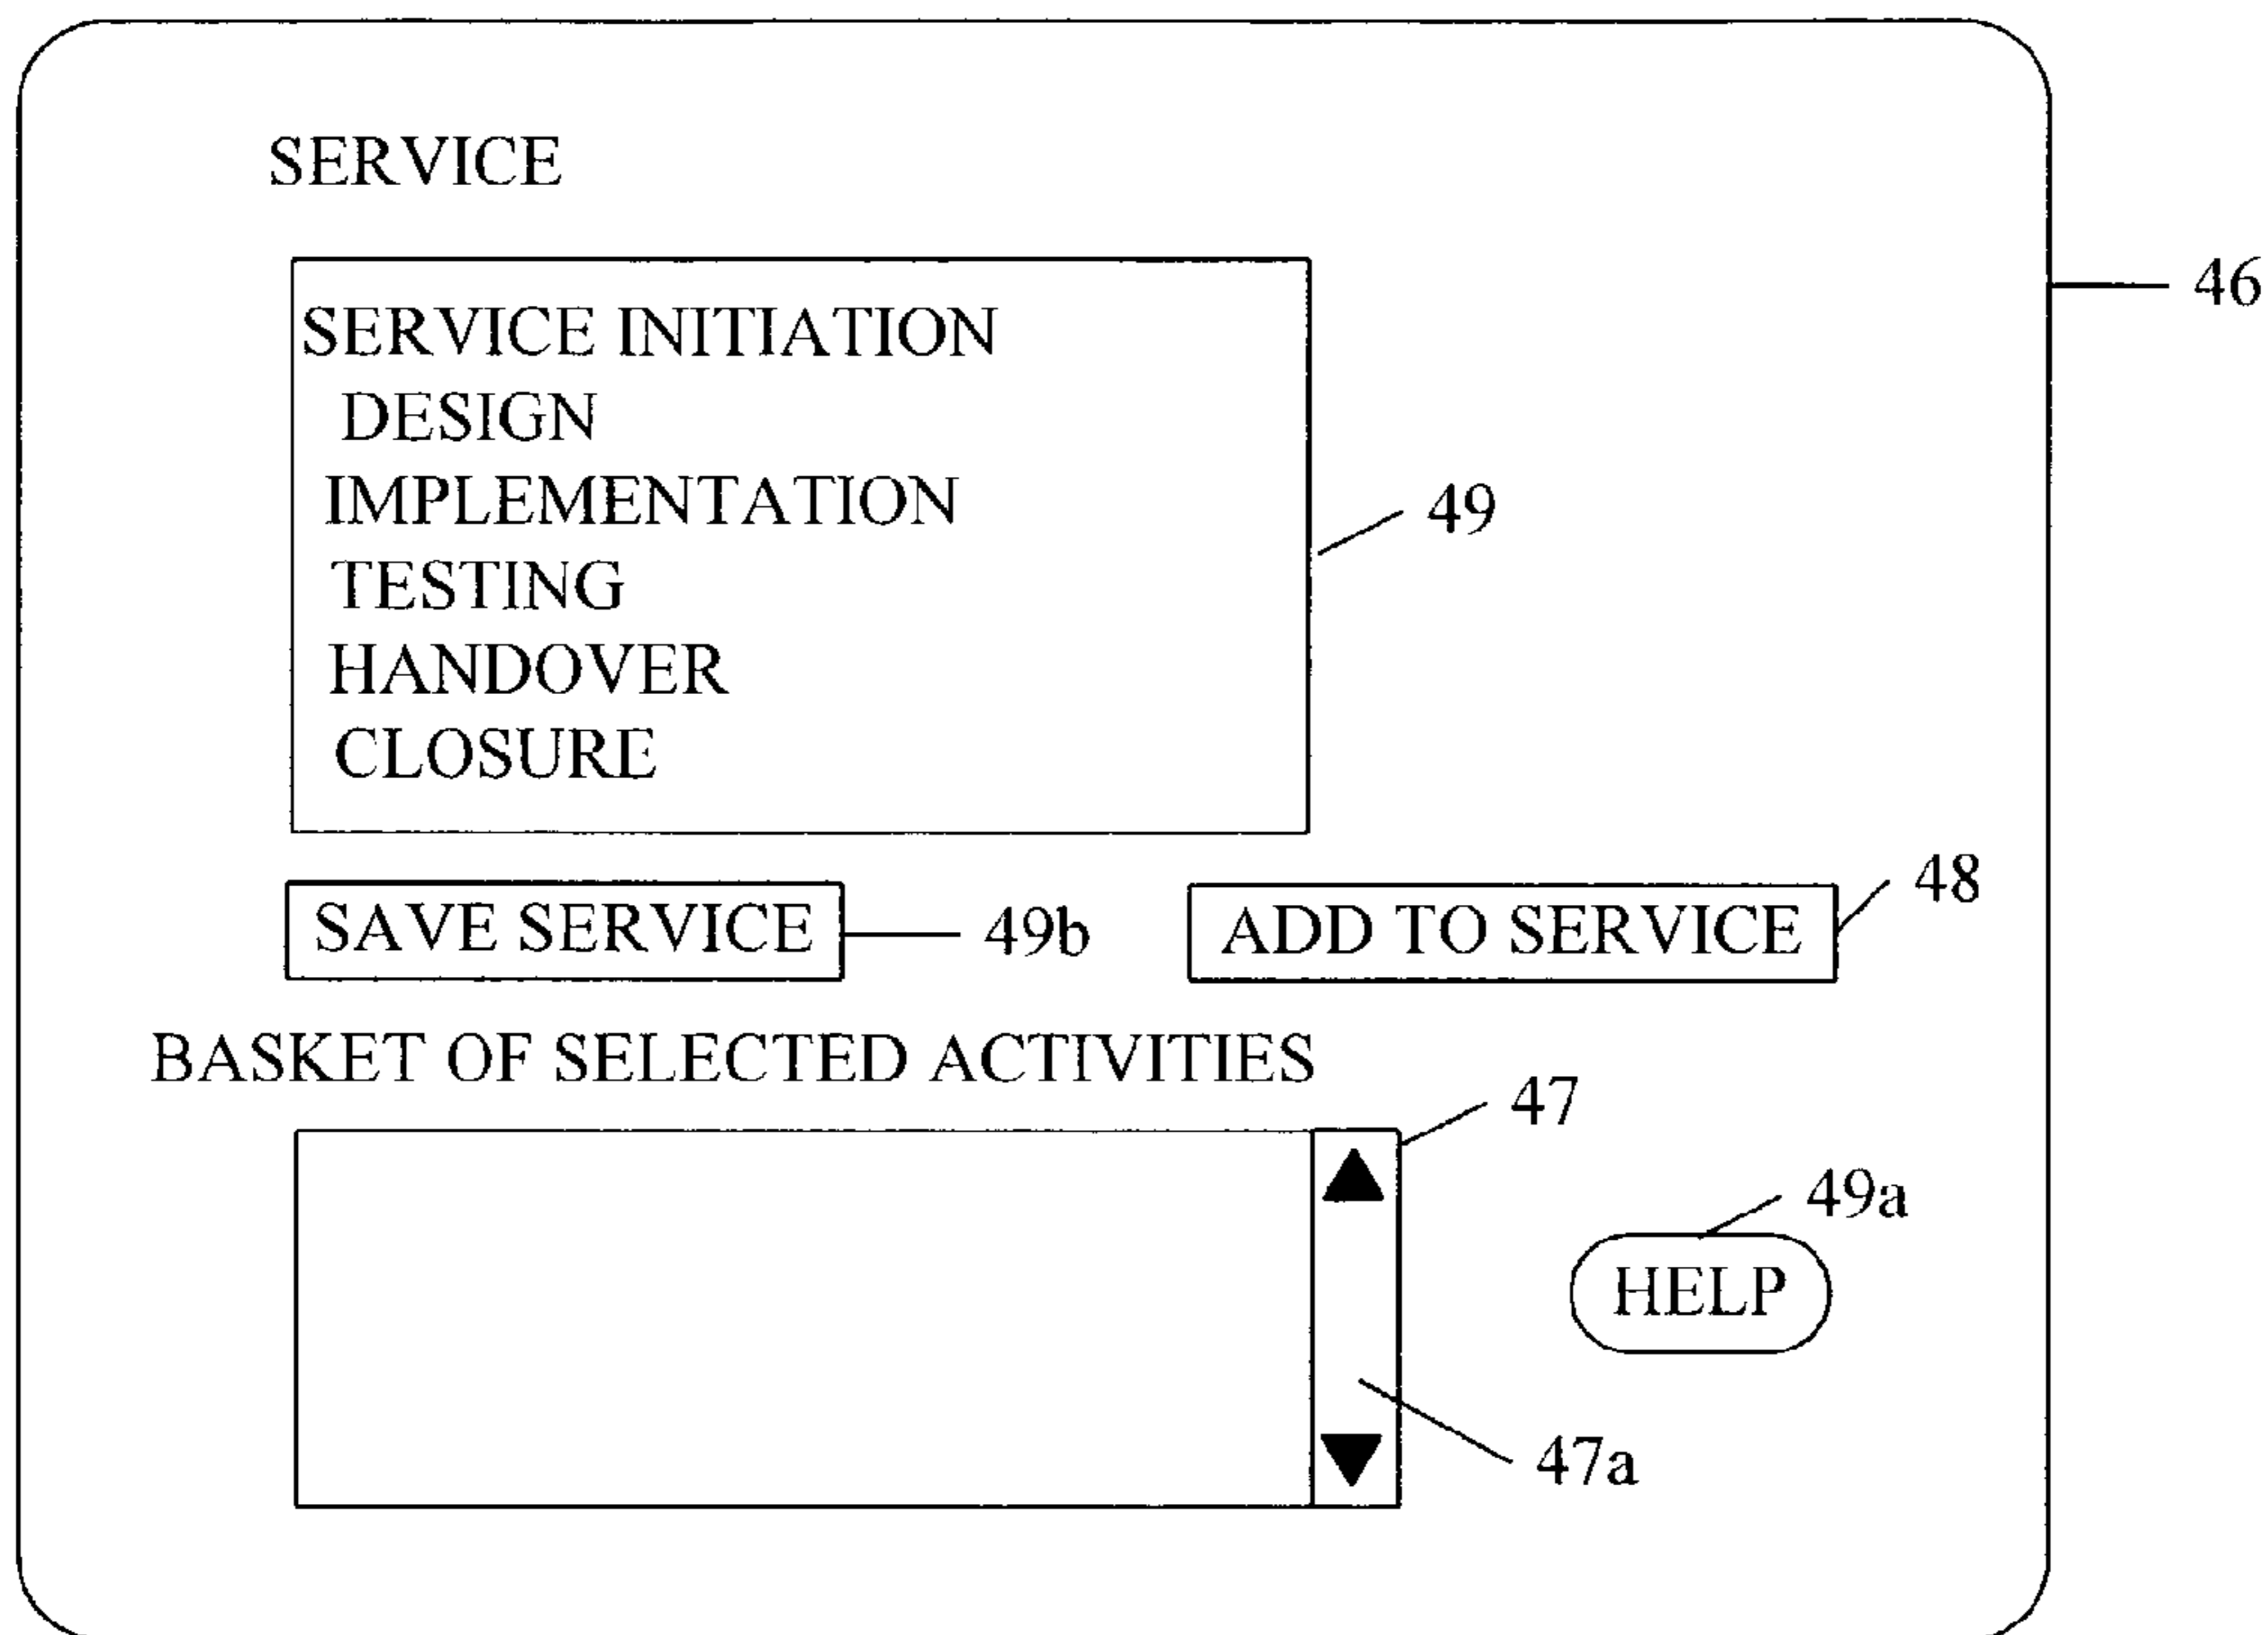 SERVICE
46
SERVICE INITIATION
DESIGN
IMPLEMENTATION
49
TESTING
HANDOVER
CLOSURE
48
SAVE SERVICE 49b ADD TO SERVICE
BASKET OF SELECTED ACTIVITIES
47
49a
HELP
47a